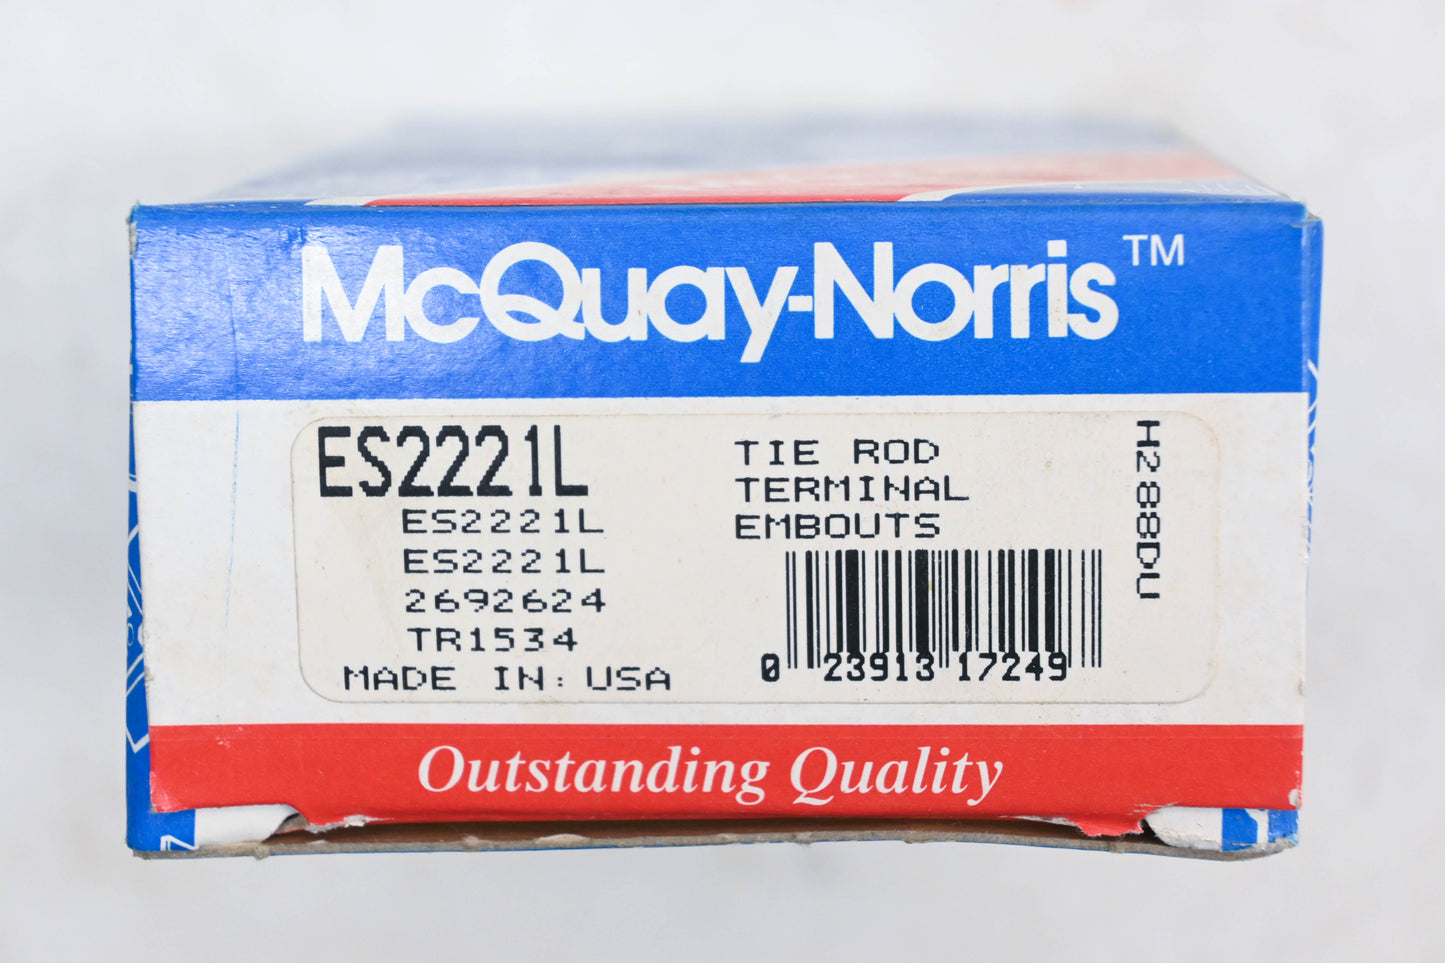 McQuay-Norris™
ES2221L
ES2221L
ES2221L
2692624
TR1534
MADE IN: USA
TIE ROD
TERMINAL
EMBOUTS
0 23913 17249
H288DU
Outstanding Quality